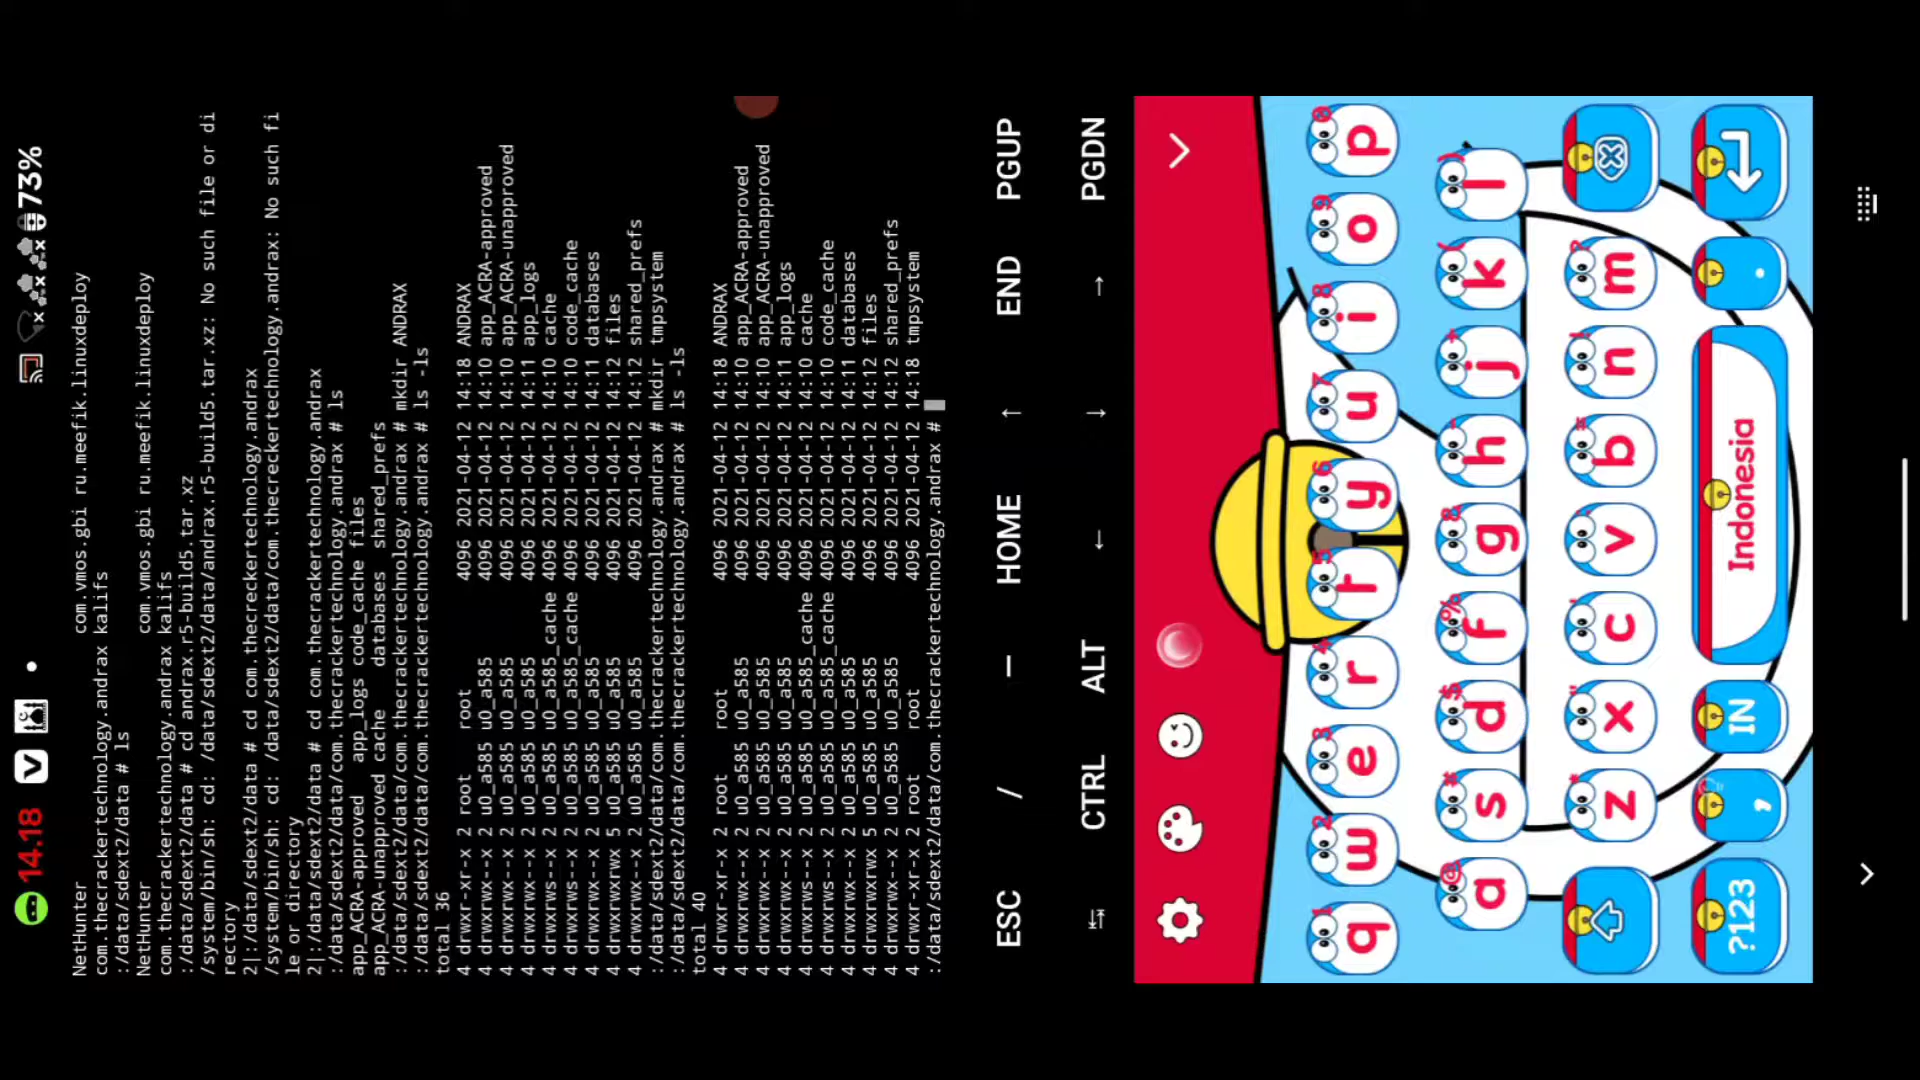 14.18 V 73%
NetHunter com.vmos.gbi ru.meefik.linuxdeploy
com.thecrackertechnology.andrax kalifs
:/data/sdext2/data # ls
NetHunter com.vmos.gbi ru.meefik.linuxdeploy
com.thecrackertechnology.andrax kalifs
:/data/sdext2/data # cd andrax.r5-build5.tar.xz
/system/bin/sh: cd: /data/sdext2/data/andrax.r5-build5.tar.xz: No such file or di
rectory
2|:/data/sdext2/data # cd com.thecreckertechnology.andrax
/system/bin/sh: cd: /data/sdext2/data/com.thecreckertechnology.andrax: No such fi
le or directory
2|:/data/sdext2/data # cd com.thecrackertechnology.andrax
:/data/sdext2/data/com.thecrackertechnology.andrax # ls
app_ACRA-approved app_logs code_cache files
app_ACRA-unapproved cache databases shared_prefs
:/data/sdext2/data/com.thecrackertechnology.andrax # mkdir ANDRAX
:/data/sdext2/data/com.thecrackertechnology.andrax # ls -ls
total 36
4 drwxr-xr-x 2 root root 4096 2021-04-12 14:18 ANDRAX
4 drwxrwx--x 2 u0_a585 u0_a585 4096 2021-04-12 14:10 app_ACRA-approved
4 drwxrwx--x 2 u0_a585 u0_a585 4096 2021-04-12 14:10 app_ACRA-unapproved
4 drwxrwx--x 2 u0_a585 u0_a585 4096 2021-04-12 14:11 app_logs
4 drwxrws--x 2 u0_a585 u0_a585_cache 4096 2021-04-12 14:10 cache
4 drwxrws--x 2 u0_a585 u0_a585_cache 4096 2021-04-12 14:10 code_cache
4 drwxrwx--x 2 u0_a585 u0_a585 4096 2021-04-12 14:11 databases
4 drwxrwxrwx 5 u0_a585 u0_a585 4096 2021-04-12 14:12 files
4 drwxrwx--x 2 u0_a585 u0_a585 4096 2021-04-12 14:12 shared_prefs
:/data/sdext2/data/com.thecrackertechnology.andrax # mkdir tmpsystem
:/data/sdext2/data/com.thecrackertechnology.andrax # ls -ls
total 40
4 drwxr-xr-x 2 root root 4096 2021-04-12 14:18 ANDRAX
4 drwxrwx--x 2 u0_a585 u0_a585 4096 2021-04-12 14:10 app_ACRA-approved
4 drwxrwx--x 2 u0_a585 u0_a585 4096 2021-04-12 14:10 app_ACRA-unapproved
4 drwxrwx--x 2 u0_a585 u0_a585 4096 2021-04-12 14:11 app_logs
4 drwxrws--x 2 u0_a585 u0_a585_cache 4096 2021-04-12 14:10 cache
4 drwxrws--x 2 u0_a585 u0_a585_cache 4096 2021-04-12 14:10 code_cache
4 drwxrwx--x 2 u0_a585 u0_a585 4096 2021-04-12 14:11 databases
4 drwxrwxrwx 5 u0_a585 u0_a585 4096 2021-04-12 14:12 files
4 drwxrwx--x 2 u0_a585 u0_a585 4096 2021-04-12 14:12 shared_prefs
4 drwxr-xr-x 2 root root 4096 2021-04-12 14:18 tmpsystem
:/data/sdext2/data/com.thecrackertechnology.andrax #
ESC / — HOME ↑ END PGUP
↹ CTRL ALT ← ↓ → PGDN
1 2 3 4 5 6 7 8 9 0
q w e r t y u i o p
@ # $ % & - + ( )
a s d f g h j k l
z x c v b n m
?123 , IN Indonesia .